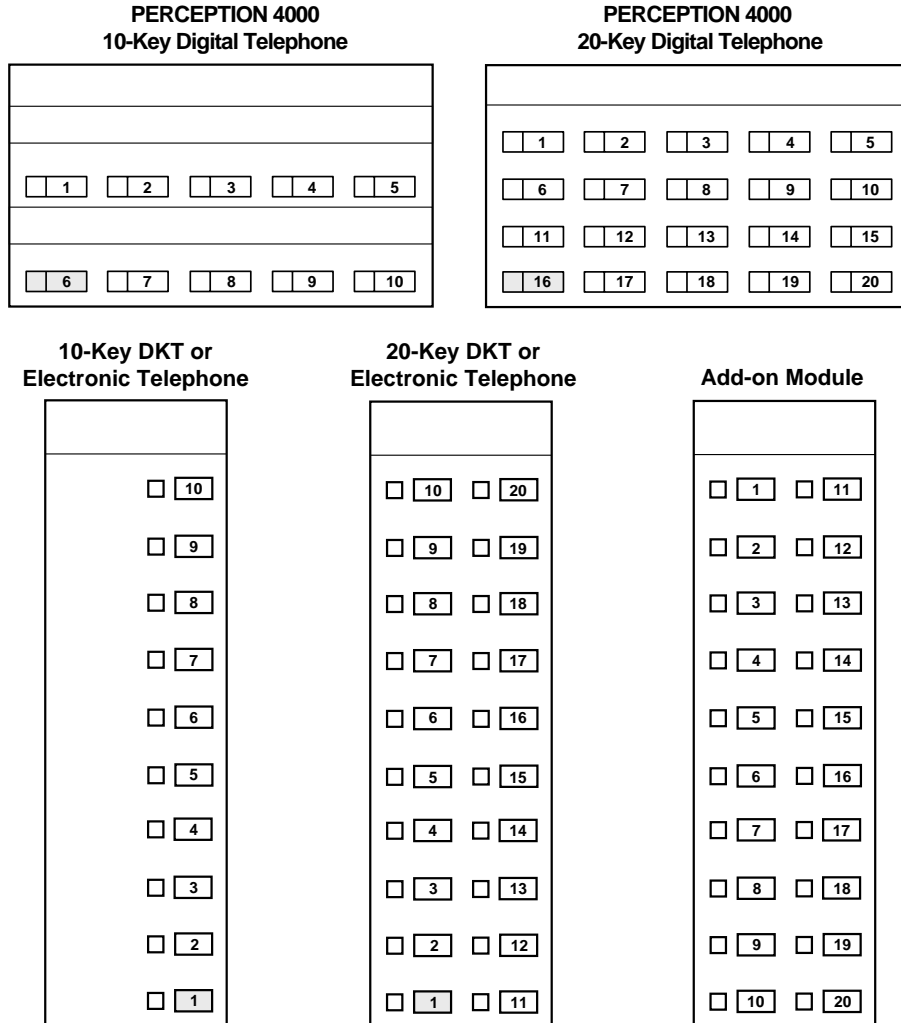 PERCEPTION 4000
10-Key Digital Telephone
1 2 3 4 5
6 7 8 9 10
PERCEPTION 4000
20-Key Digital Telephone
1 2 3 4 5
6 7 8 9 10
11 12 13 14 15
16 17 18 19 20
10-Key DKT or
Electronic Telephone
10
9
8
7
6
5
4
3
2
1
20-Key DKT or
Electronic Telephone
10 20
9 19
8 18
7 17
6 16
5 15
4 14
3 13
2 12
1 11
Add-on Module
1 11
2 12
3 13
4 14
5 15
6 16
7 17
8 18
9 19
10 20